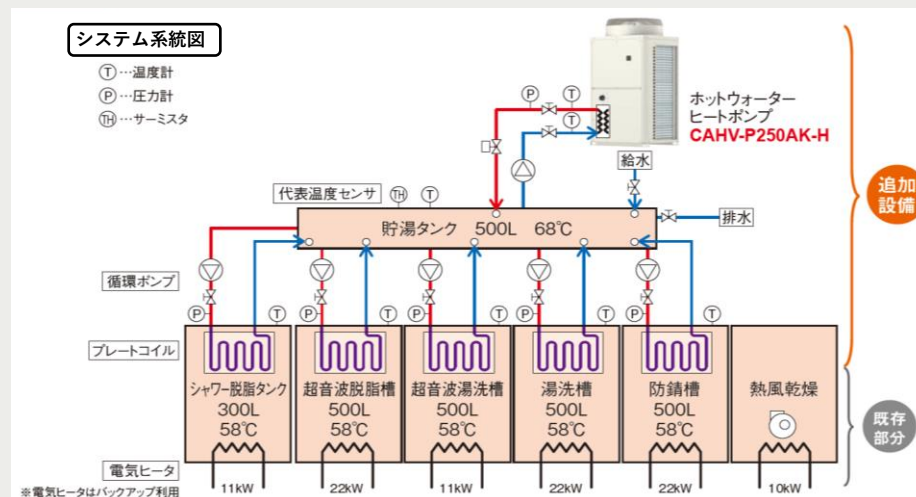 システム系統図
Ⓣ…温度計
Ⓟ…圧力計
TH…サーミスタ
P T
T
ホットウォーター
ヒートポンプ
CAHV-P250AK-H
給水
追加
設備
代表温度センサ TH T
貯湯タンク 500L 68℃
排水
循環ポンプ
P T P T P T P T P T
プレートコイル
シャワー脱脂タンク
300L
58℃
超音波脱脂槽
500L
58℃
超音波湯洗槽
500L
58℃
湯洗槽
500L
58℃
防錆槽
500L
58℃
熱風乾燥
既存
部分
電気ヒータ
※電気ヒータはバックアップ利用
11kW 22kW 11kW 22kW 22kW 10kW